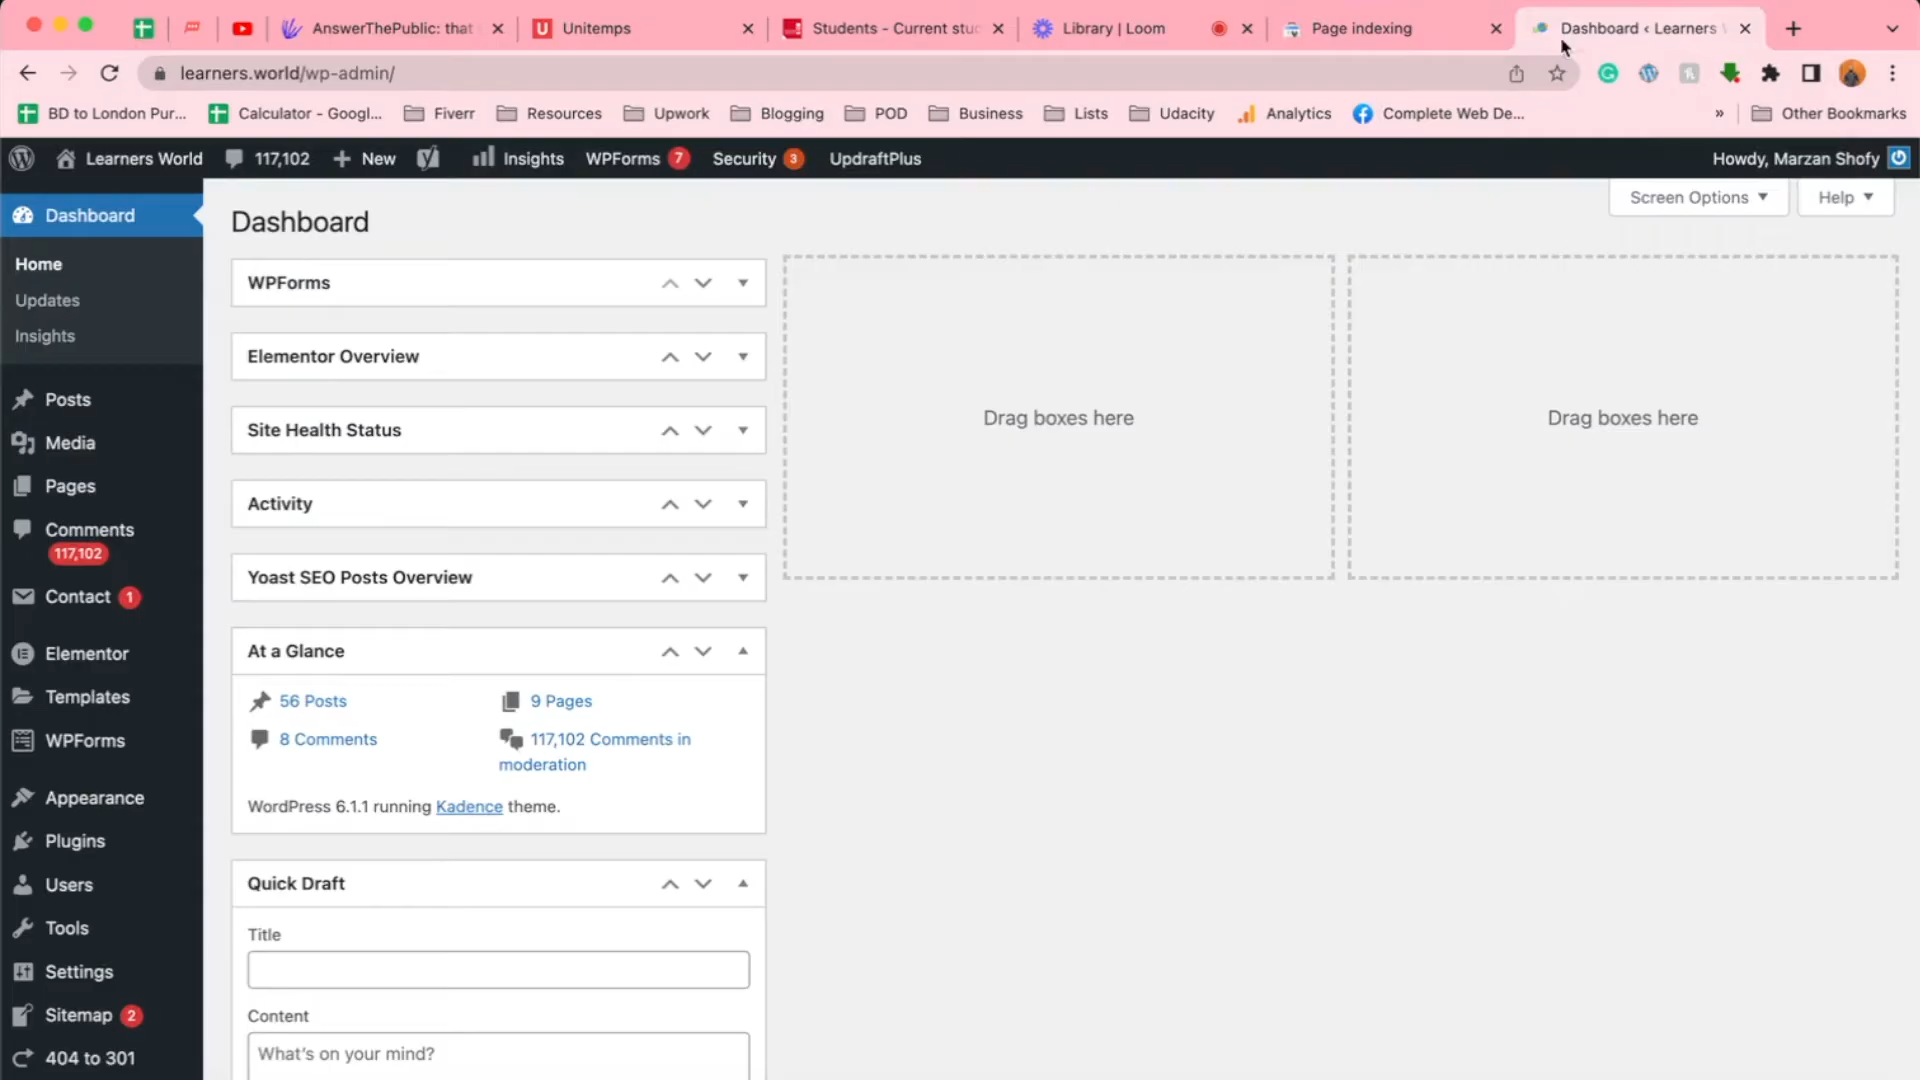 AnswerThePublic: that
Unitemps
Students - Current stuc
Library | Loom
Page indexing
Dashboard ‹ Learners
learners.world/wp-admin/
BD to London Pur...
Calculator - Googl...
Fiverr
Resources
Upwork
Blogging
POD
Business
Lists
Udacity
Analytics
Complete Web De...
»
Other Bookmarks
Learners World
117,102
+ New
Insights
WPForms 7
Security 3
UpdraftPlus
Howdy, Marzan Shofy
Dashboard
Home
Updates
Insights
Posts
Media
Pages
Comments
117,102
Contact 1
Elementor
Templates
WPForms
Appearance
Plugins
Users
Tools
Settings
Sitemap 2
404 to 301
Screen Options
Help
Dashboard
WPForms
Elementor Overview
Site Health Status
Activity
Yoast SEO Posts Overview
At a Glance
56 Posts
9 Pages
8 Comments
117,102 Comments in
moderation
WordPress 6.1.1 running Kadence theme.
Quick Draft
Title
Content
What's on your mind?
Drag boxes here
Drag boxes here